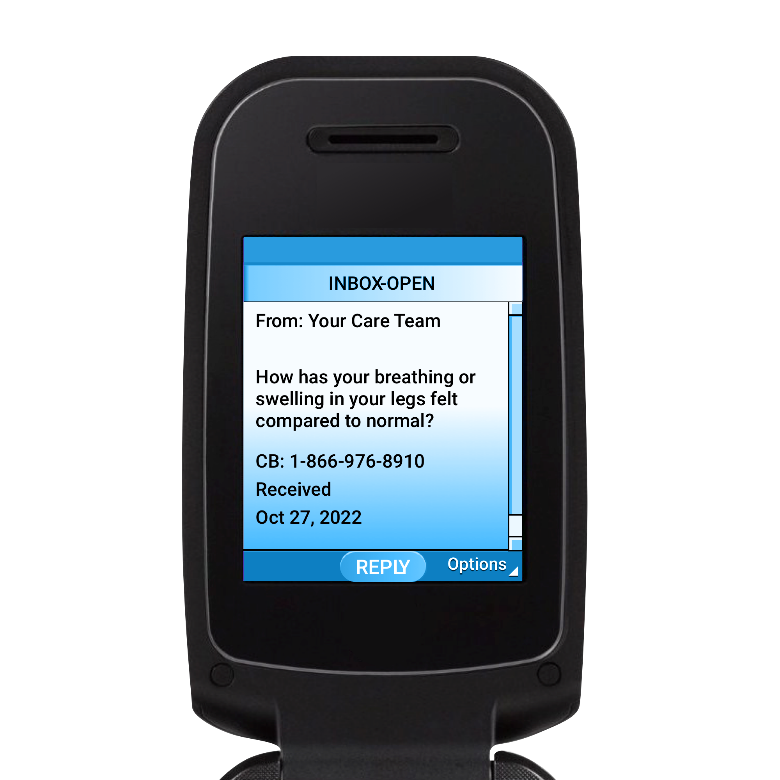 INBOX-OPEN
From: Your Care Team
How has your breathing or
swelling in your legs felt
compared to normal?
CB: 1-866-976-8910
Received
Oct 27, 2022
REPLY
Options